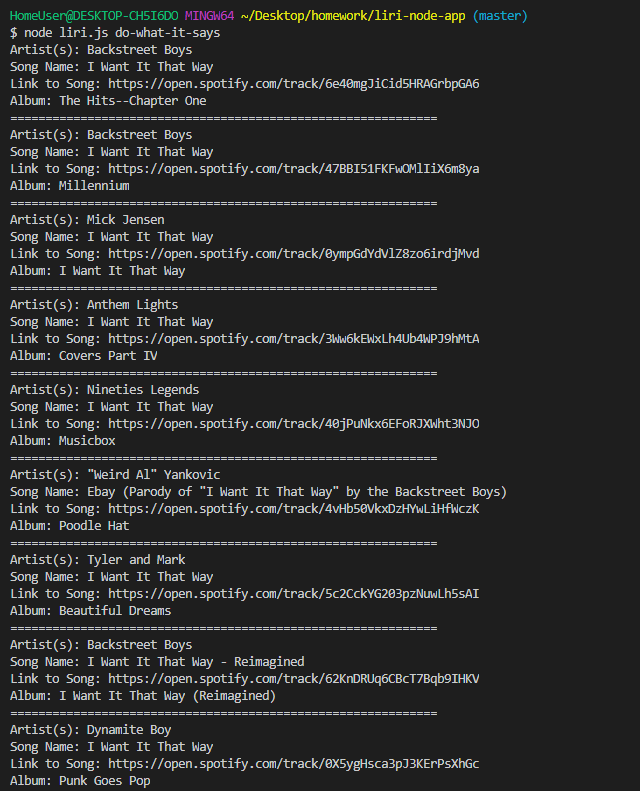 HomeUser@DESKTOP-CH5I6DO MINGW64 ~/Desktop/homework/liri-node-app (master)
$ node liri.js do-what-it-says
Artist(s): Backstreet Boys
Song Name: I Want It That Way
Link to Song: https://open.spotify.com/track/6e40mgJiCid5HRAGrbpGA6
Album: The Hits--Chapter One
=============================================================
Artist(s): Backstreet Boys
Song Name: I Want It That Way
Link to Song: https://open.spotify.com/track/47BBI51FKFwOMlIiX6m8ya
Album: Millennium
=============================================================
Artist(s): Mick Jensen
Song Name: I Want It That Way
Link to Song: https://open.spotify.com/track/0ympGdYdVlZ8zo6irdjMvd
Album: I Want It That Way
=============================================================
Artist(s): Anthem Lights
Song Name: I Want It That Way
Link to Song: https://open.spotify.com/track/3Ww6kEWxLh4Ub4WPJ9hMtA
Album: Covers Part IV
=============================================================
Artist(s): Nineties Legends
Song Name: I Want It That Way
Link to Song: https://open.spotify.com/track/40jPuNkx6EFoRJXWht3NJO
Album: Musicbox
=============================================================
Artist(s): "Weird Al" Yankovic
Song Name: Ebay (Parody of "I Want It That Way" by the Backstreet Boys)
Link to Song: https://open.spotify.com/track/4vHb50VkxDzHYwLiHfWczK
Album: Poodle Hat
=============================================================
Artist(s): Tyler and Mark
Song Name: I Want It That Way
Link to Song: https://open.spotify.com/track/5c2CckYG203pzNuwLh5sAI
Album: Beautiful Dreams
=============================================================
Artist(s): Backstreet Boys
Song Name: I Want It That Way - Reimagined
Link to Song: https://open.spotify.com/track/62KnDRUq6CBcT7Bqb9IHKV
Album: I Want It That Way (Reimagined)
=============================================================
Artist(s): Dynamite Boy
Song Name: I Want It That Way
Link to Song: https://open.spotify.com/track/0X5ygHsca3pJ3KErPsXhGc
Album: Punk Goes Pop